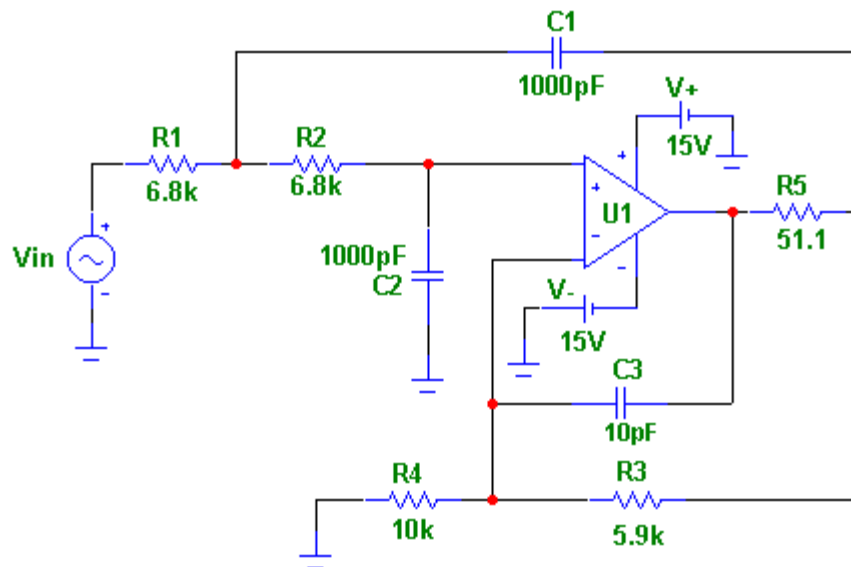 C1
1000pF
V+
15V
R1
6.8k
R2
6.8k
+
+
-
-
U1
R5
51.1
Vin
+
-
1000pF
C2
V-
15V
C3
10pF
R4
10k
R3
5.9k